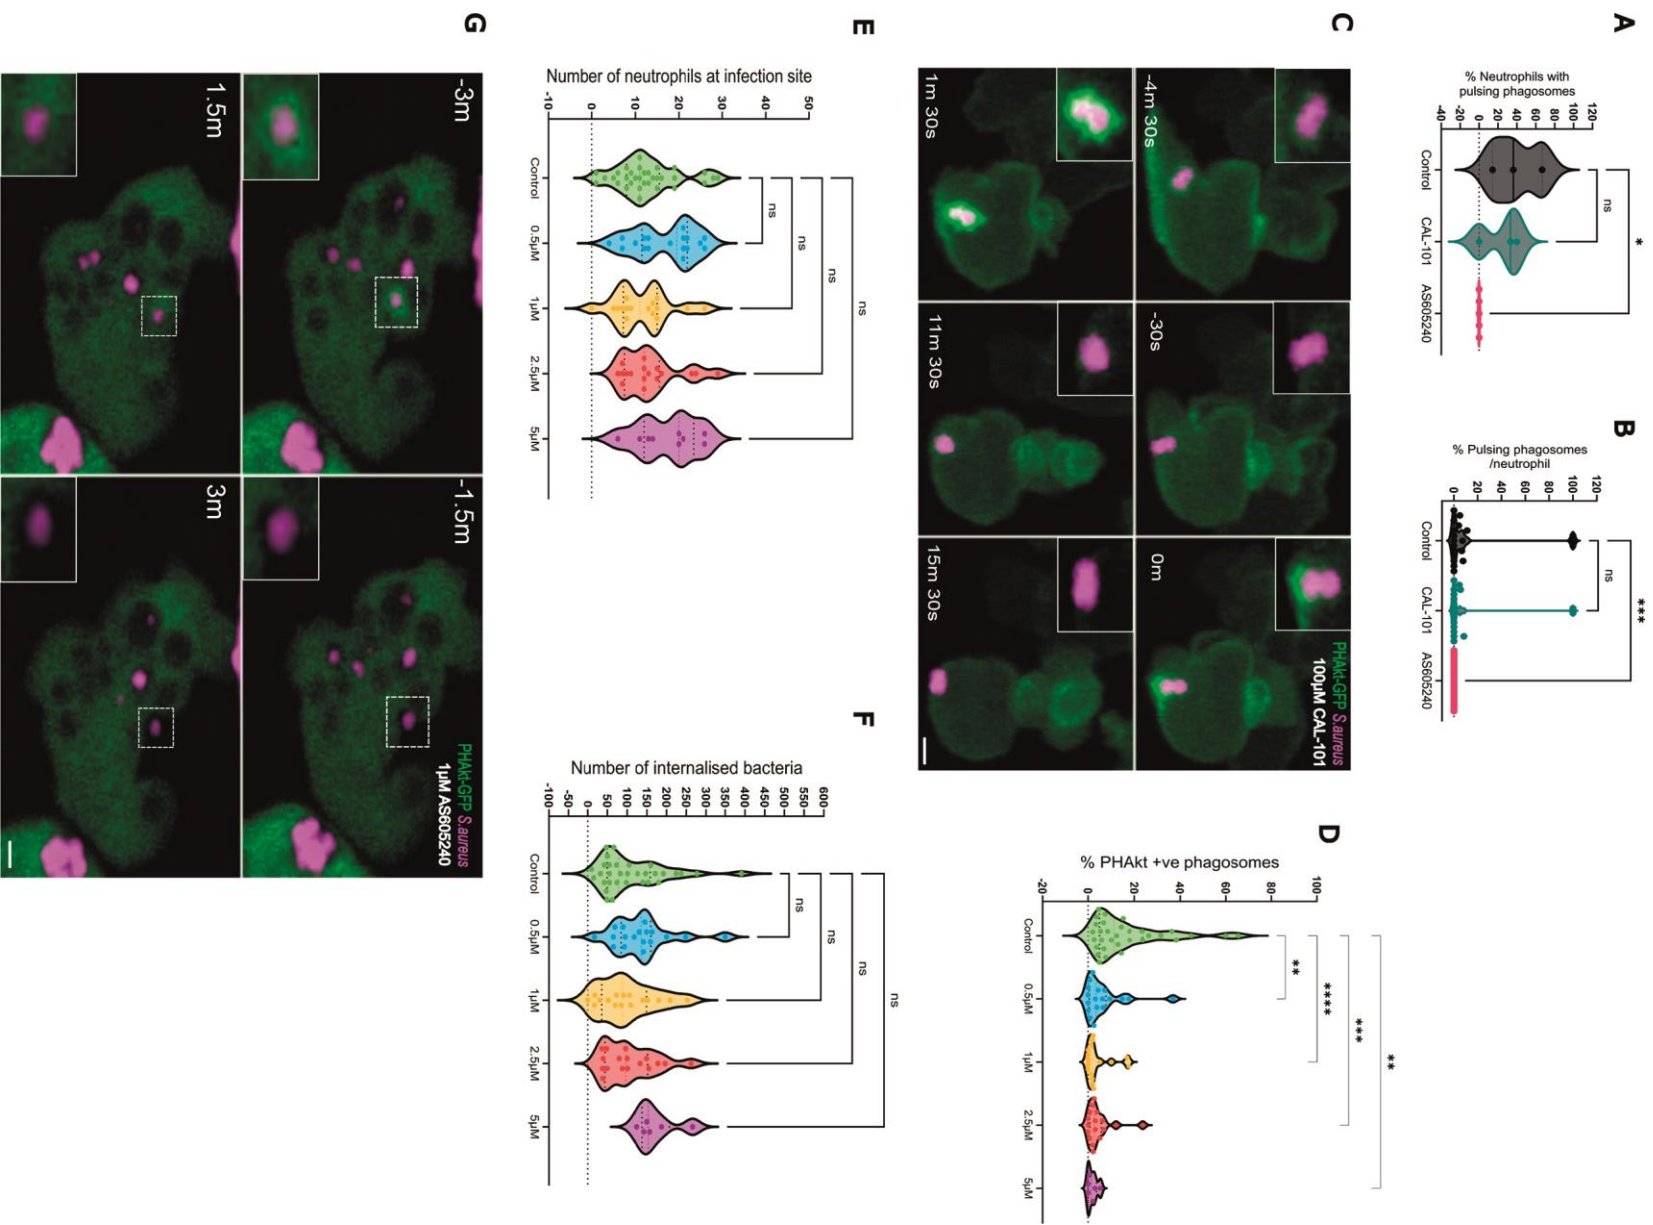 A
% Neutrophils with
pulsing phagosomes
-40 -20 0 20 40 60 80 100 120
Control
CAL-101
AS605240
ns
*
B
% Pulsing phagosomes
/neutrophil
0 20 40 60 80 100 120
Control
CAL-101
AS605240
ns
***
C
-4m 30s
-30s
0m
PHAkt-GFP S.aureus
100µM CAL-101
1m 30s
11m 30s
15m 30s
D
% PHAkt +ve phagosomes
-20 0 20 40 60 80 100
Control
0.5µM
1µM
2.5µM
5µM
**
****
***
**
E
Number of neutrophils at infection site
-10 0 10 20 30 40 50
Control
0.5µM
1µM
2.5µM
5µM
ns
ns
ns
ns
F
Number of internalised bacteria
-100 -50 0 50 100 150 200 250 300 350 400 450 500 550 600
Control
0.5µM
1µM
2.5µM
5µM
ns
ns
ns
ns
G
-3m
-1.5m
PHAkt-GFP S.aureus
1µM AS605240
1.5m
3m